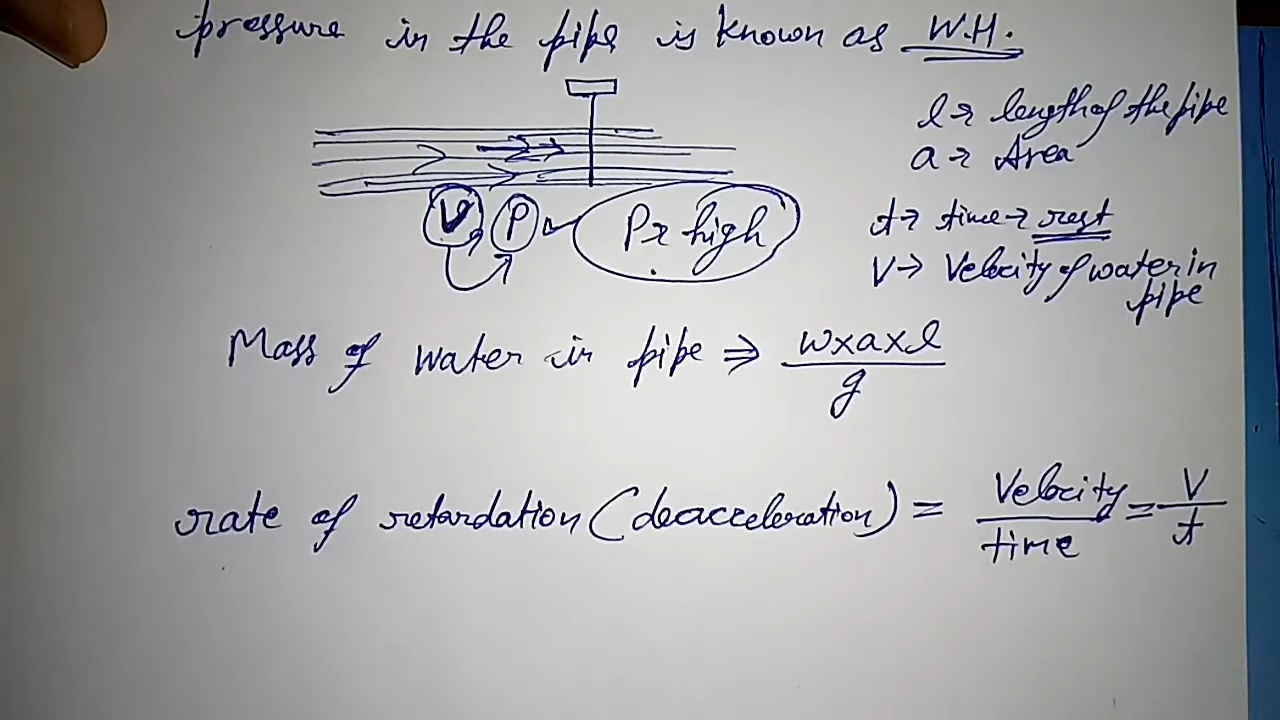 pressure in the pipe is known as W.H.
l → length of the pipe
a → Area
t → time → rest
V → Velocity of water in
pipe
V P Pr high
Mass of water in pipe ⇒ w×a×l / g
rate of retardation (deacceleration) = Velocity / time = V / t